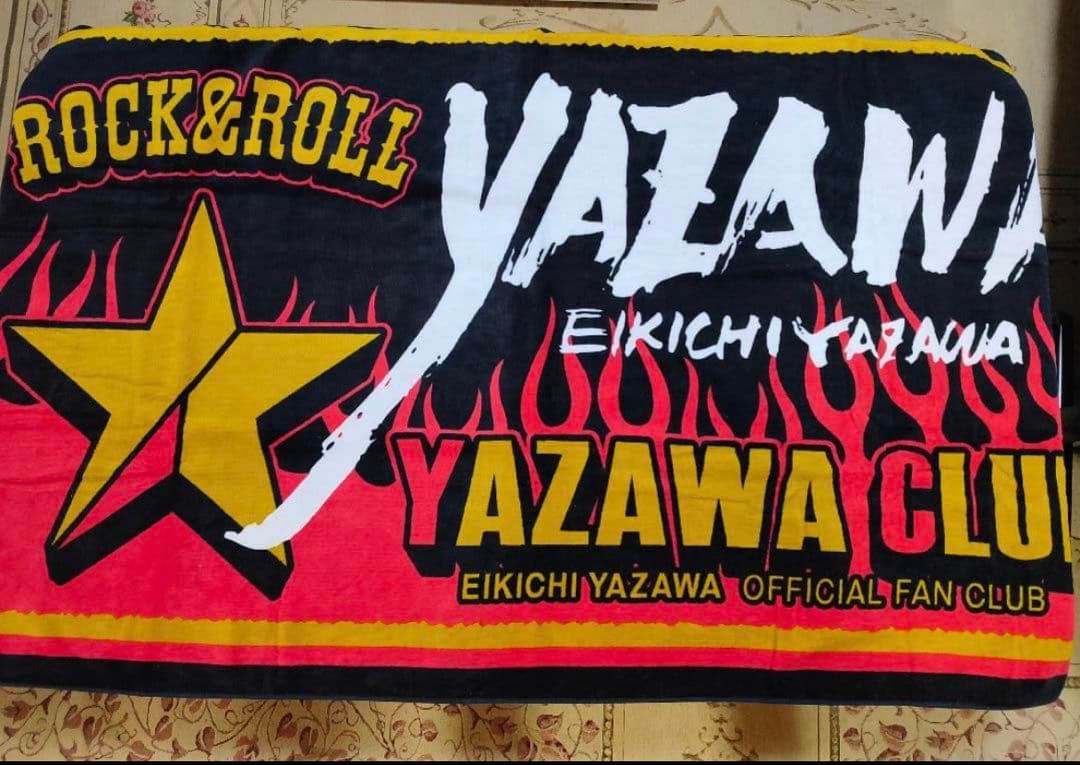 ROCK&ROLL
YAZAWA
EIKICHI YAZAWA
YAZAWA CLUB
EIKICHI YAZAWA OFFICIAL FAN CLUB